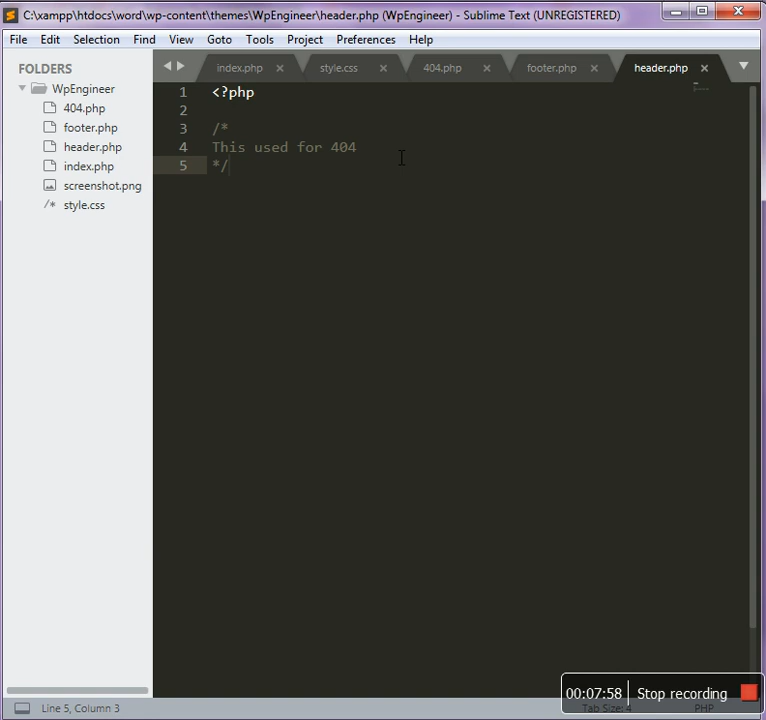 C:\xampp\htdocs\word\wp-content\themes\WpEngineer\header.php (WpEngineer) - Sublime Text (UNREGISTERED)
File Edit Selection Find View Goto Tools Project Preferences Help
FOLDERS
WpEngineer
404.php
footer.php
header.php
index.php
screenshot.png
/* style.css
index.php × style.css × 404.php × footer.php × header.php ×
1 <?php
2
3 /*
4 This used for 404
5 */
00:07:58 Stop recording
Line 5, Column 3 Tab Size: 4 PHP